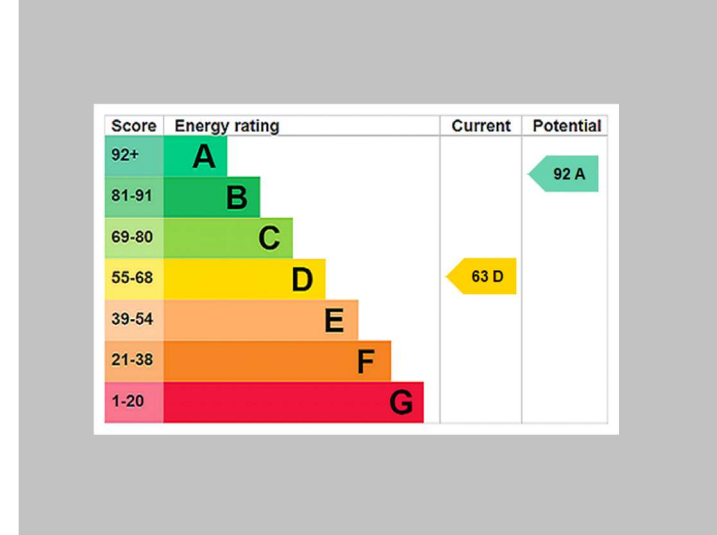 Score Energy rating Current Potential
92+ A
92 A
81-91 B
69-80 C
55-68 D 63 D
39-54 E
21-38 F
1-20 G